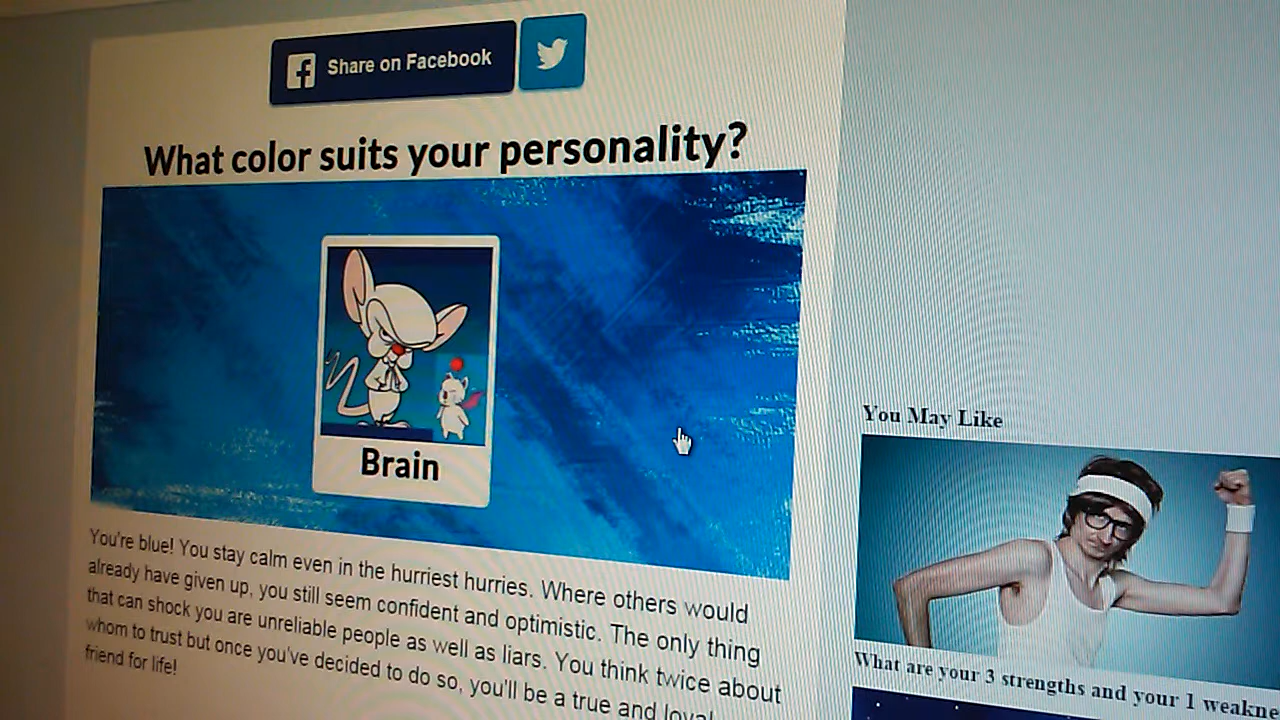 f Share on Facebook
What color suits your personality?
Brain
You're blue! You stay calm even in the hurriest hurries. Where others would
already have given up, you still seem confident and optimistic. The only thing
that can shock you are unreliable people as well as liars. You think twice about
whom to trust but once you've decided to do so, you'll be a true and loyal
friend for life!
You May Like
What are your 3 strengths and your 1 weakne